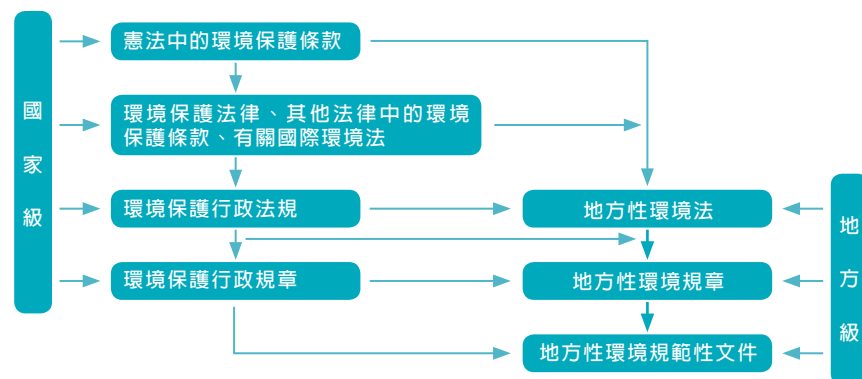 國家級
憲法中的環境保護條款
環境保護法律、其他法律中的環境
保護條款、有關國際環境法
環境保護行政法規
地方性環境法
環境保護行政規章
地方性環境規章
地方性環境規範性文件
地方級